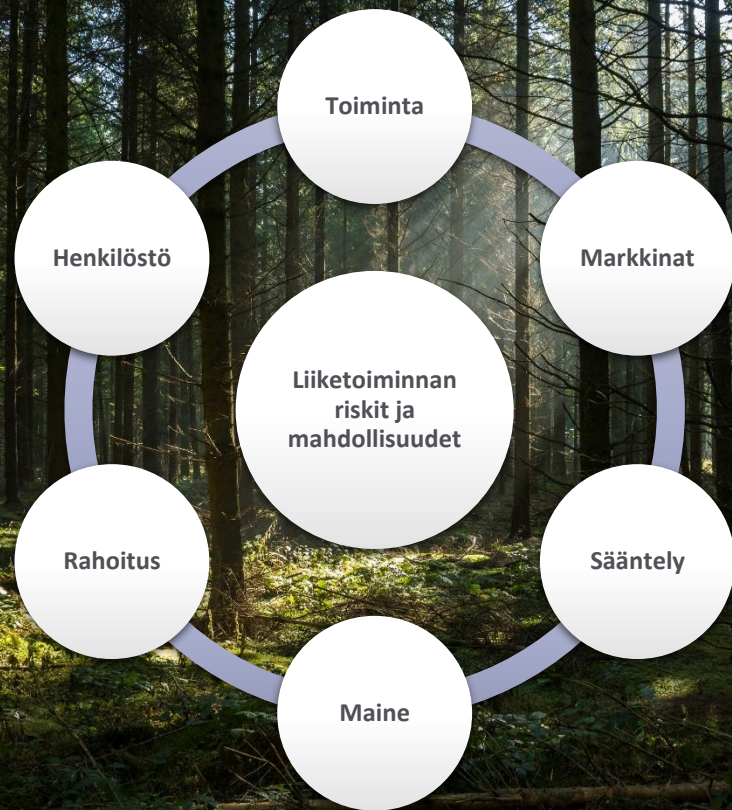 Toiminta
Markkinat
Sääntely
Maine
Rahoitus
Henkilöstö
Liiketoiminnan
riskit ja
mahdollisuudet